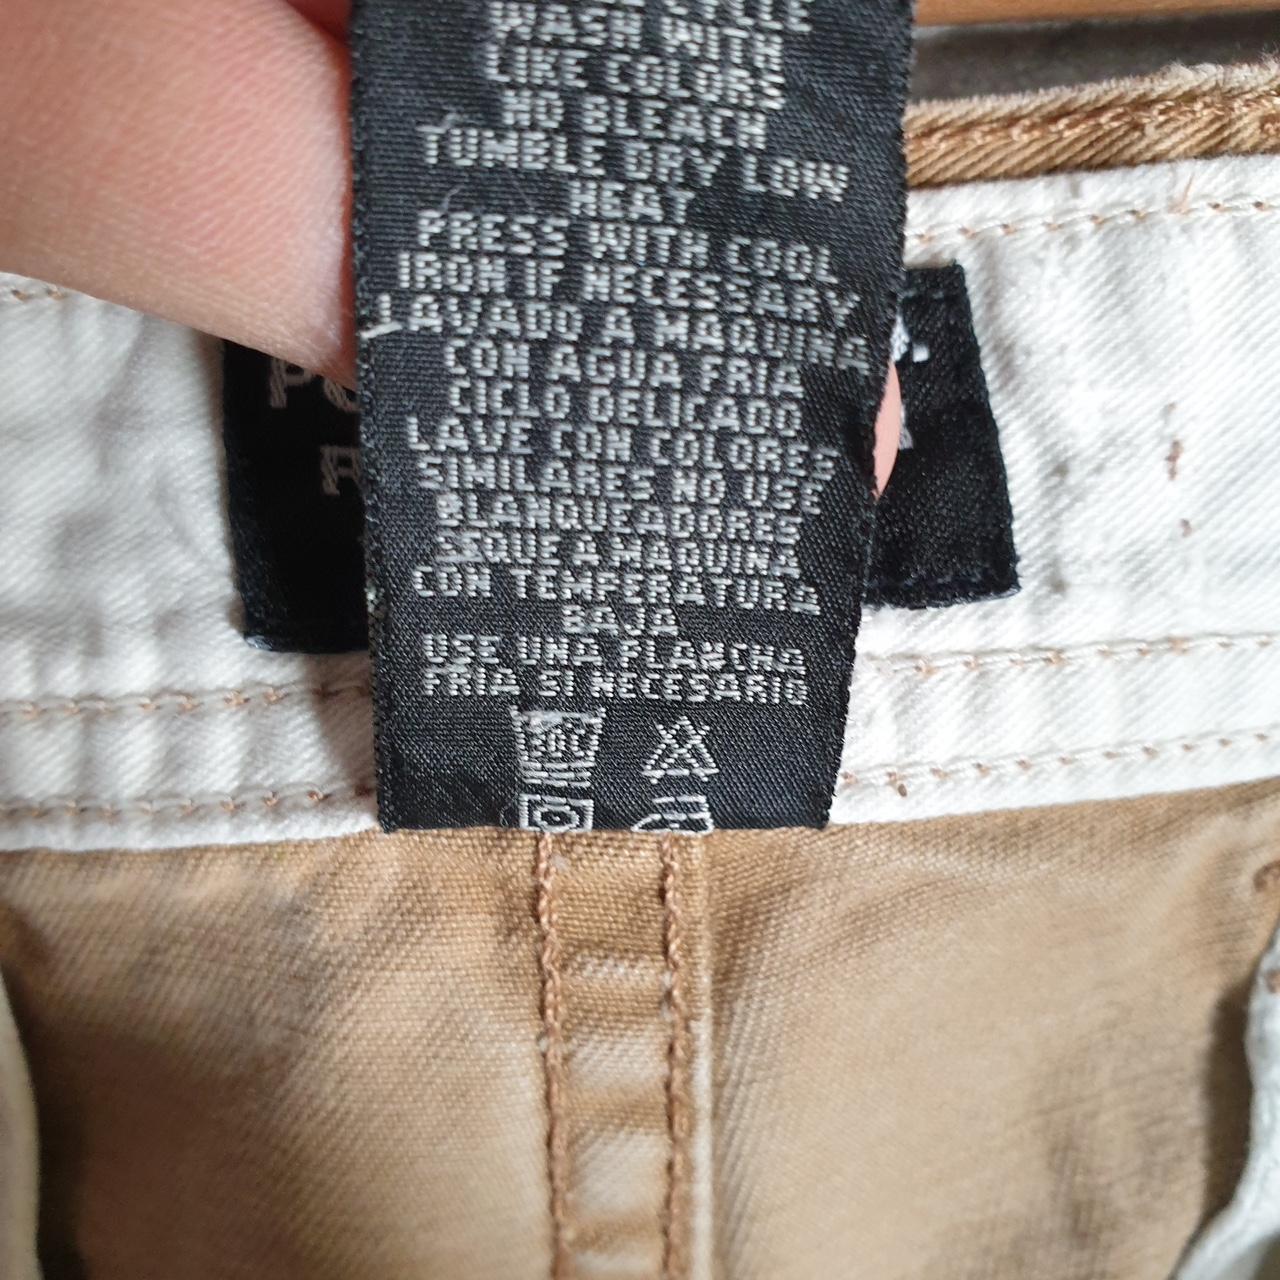 WASH WITH
LIKE COLORS
NO BLEACH
TUMBLE DRY LOW
HEAT
PRESS WITH COOL
IRON IF NECESSARY
LAVADO A MAQUINA
CON AGUA FRIA
CICLO DELICADO
LAVE CON COLORES
SIMILARES NO USE
BLANQUEADORES
SEQUE A MAQUINA
CON TEMPERATURA
BAJA
USE UNA PLANCHA
FRIA SI NECESARIO